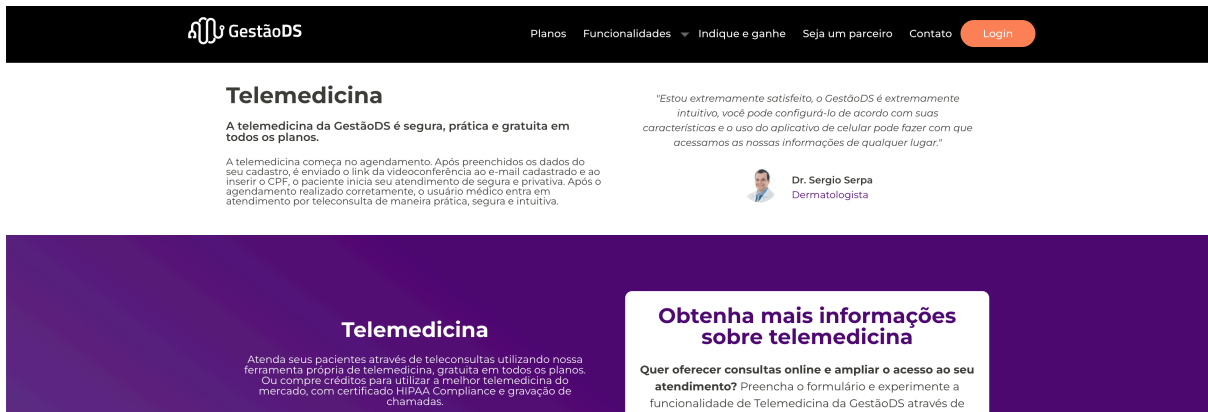 GestãoDS
Planos Funcionalidades Indique e ganhe Seja um parceiro Contato Login
Telemedicina
A telemedicina da GestãoDS é segura, prática e gratuita em
todos os planos.
A telemedicina começa no agendamento. Após preenchidos os dados do
seu cadastro, é enviado o link da videoconferência ao e-mail cadastrado e ao
inserir o CPF, o paciente inicia seu atendimento de segura e privativa. Após o
agendamento realizado corretamente, o usuário médico entra em
atendimento por teleconsulta de maneira prática, segura e intuitiva.
"Estou extremamente satisfeito, o GestãoDS é extremamente
intuitivo, você pode configurá-lo de acordo com suas
características e o uso do aplicativo de celular pode fazer com que
acessamos as nossas informações de qualquer lugar."
Dr. Sergio Serpa
Dermatologista
Telemedicina
Atenda seus pacientes através de teleconsultas utilizando nossa
ferramenta própria de telemedicina, gratuita em todos os planos.
Ou compre créditos para utilizar a melhor telemedicina do
mercado, com certificado HIPAA Compliance e gravação de
chamadas.
Obtenha mais informações
sobre telemedicina
Quer oferecer consultas online e ampliar o acesso ao seu
atendimento? Preencha o formulário e experimente a
funcionalidade de Telemedicina da GestãoDS através de